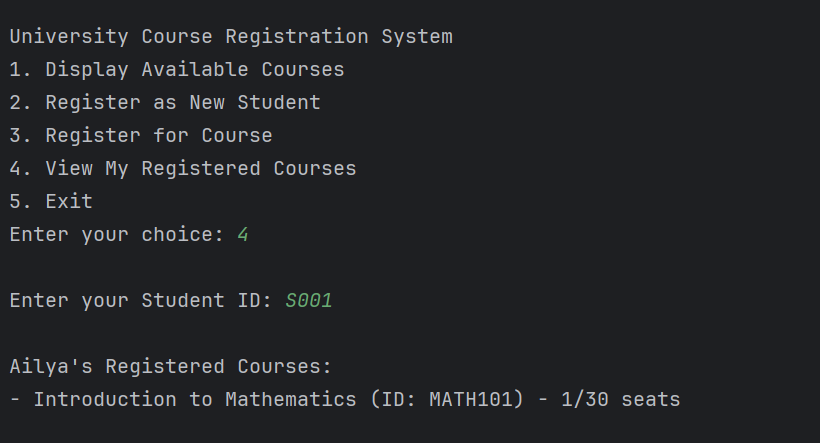 University Course Registration System
1. Display Available Courses
2. Register as New Student
3. Register for Course
4. View My Registered Courses
5. Exit
Enter your choice: 4
Enter your Student ID: S001
Ailya's Registered Courses:
- Introduction to Mathematics (ID: MATH101) - 1/30 seats